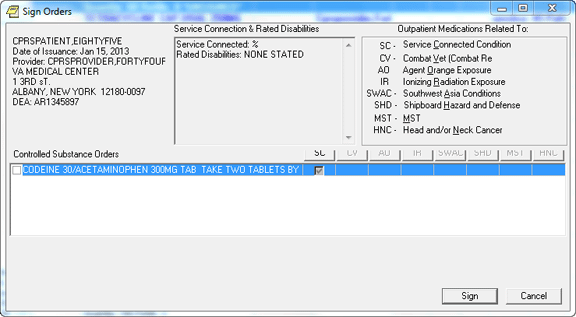 Sign Orders
CPRSPATIENT,EIGHTYFIVE
Date of Issuance: Jan 15, 2013
Provider: CPRSPROVIDER,FORTYFOUR
VA MEDICAL CENTER
1 3RD sT.
ALBANY, NEW YORK 12180-0097
DEA: AR1345897
Service Connection & Rated Disabilities
Service Connected: %
Rated Disabilities: NONE STATED
Outpatient Medications Related To:
SC - Service Connected Condition
CV - Combat Vet (Combat Re
AO - Agent Orange Exposure
IR - Ionizing Radiation Exposure
SWAC - Southwest Asia Conditions
SHD - Shipboard Hazard and Defense
MST - MST
HNC - Head and/or Neck Cancer
Controlled Substance Orders
SC CV AO IR SWAC SHD MST HNC
CODEINE 30/ACETAMINOPHEN 300MG TAB TAKE TWO TABLETS BY
Sign Cancel